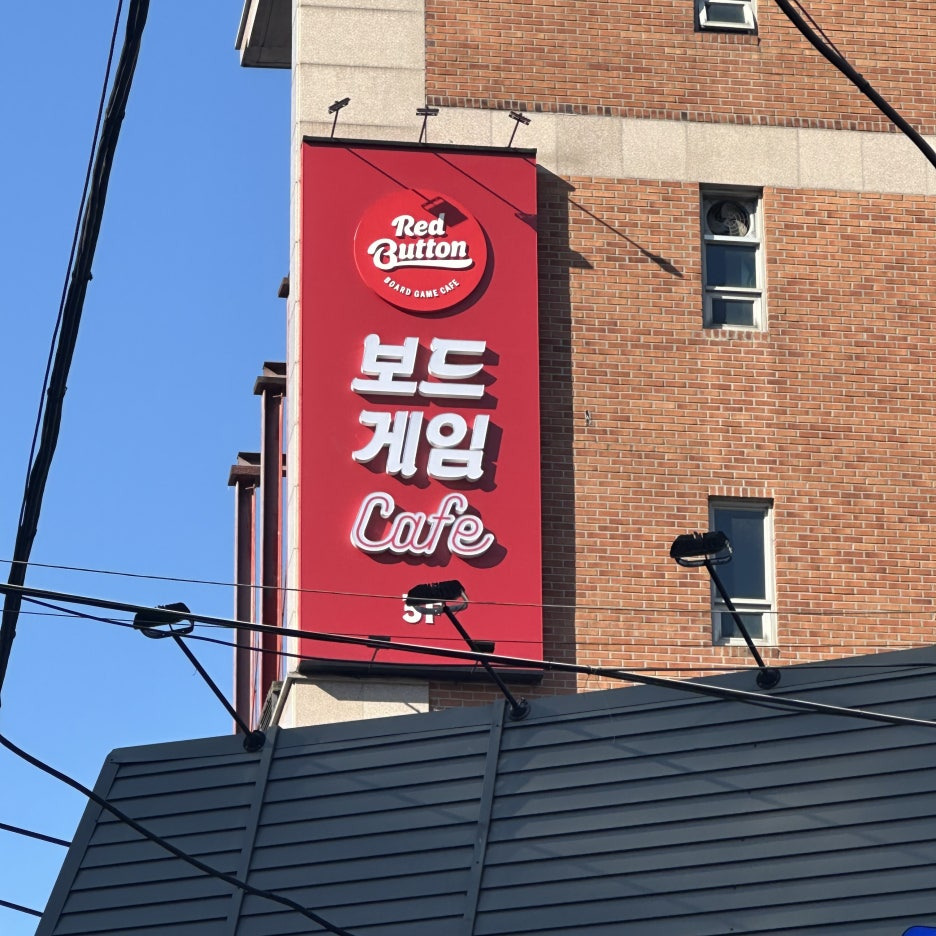 Red
Button
BOARD GAME CAFE
보드
게임
Cafe